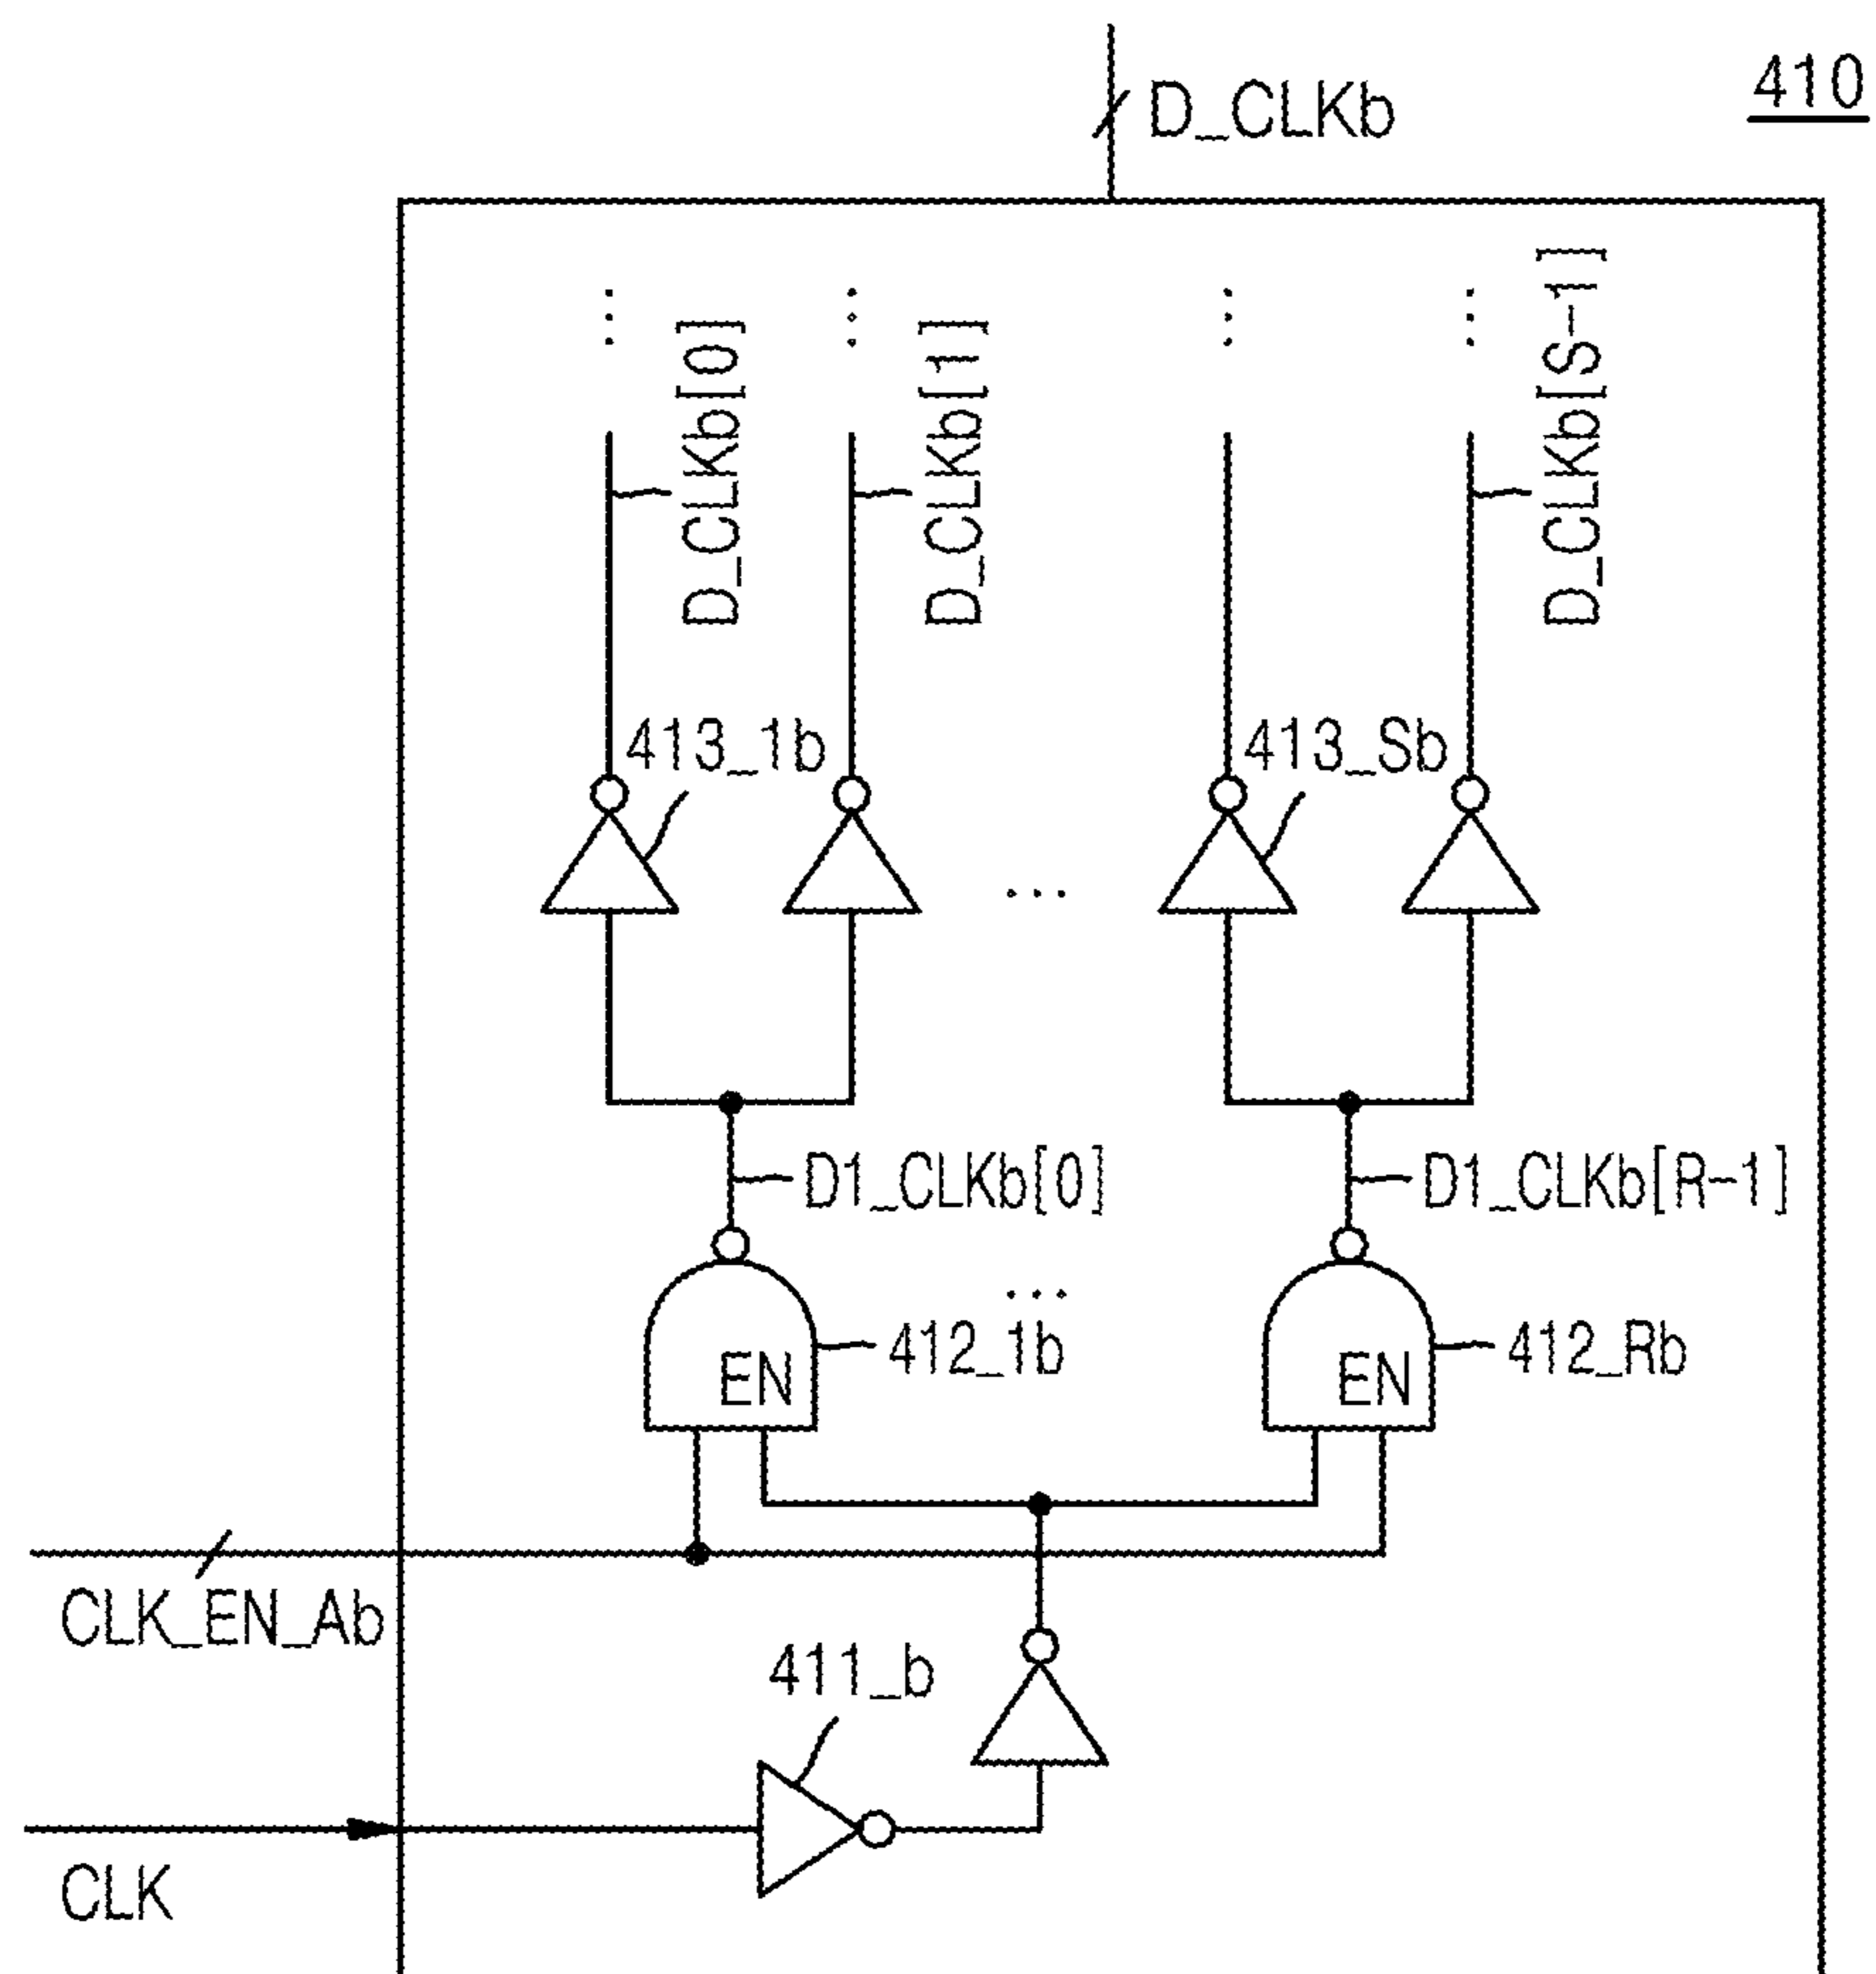 410
D_CLKb
D_CLKb[0]
D_CLKb[1]
D_CLKb[S-1]
413_1b
413_Sb
D1_CLKb[0]
D1_CLKb[R-1]
EN
412_1b
EN
412_Rb
CLK_EN_Ab
411_b
CLK